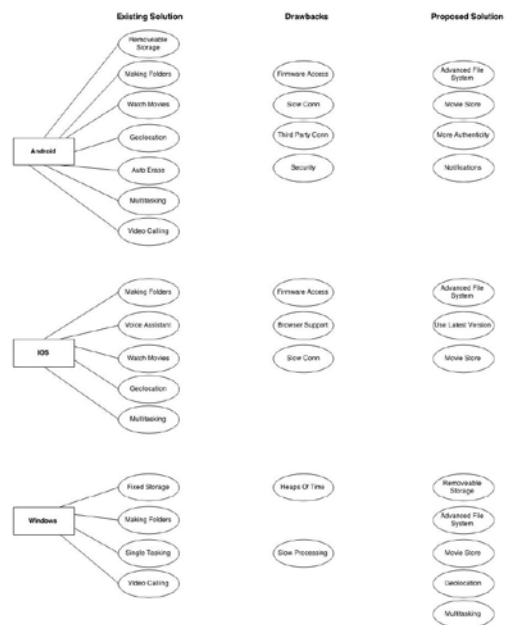 Existing Solution
Drawbacks
Proposed Solution
Removeable
Storage
Making Folders
Firmware Access
Advanced File
System
Watch Movies
Slow Conn
Movie Store
Geolocation
Third Party Conn
More Authenticity
Android
Auto Erase
Security
Notifications
Multitasking
Video Calling
Making Folders
Firmware Access
Advanced File
System
Voice Assistant
Browser Support
Use Latest Version
IOS
Watch Movies
Slow Conn
Movie Store
Geolocation
Multitasking
Fixed Storage
Heaps Of Time
Removeable
Storage
Windows
Making Folders
Advanced File
System
Single Tasking
Slow Processing
Movie Store
Video Calling
Geolocation
Multitasking